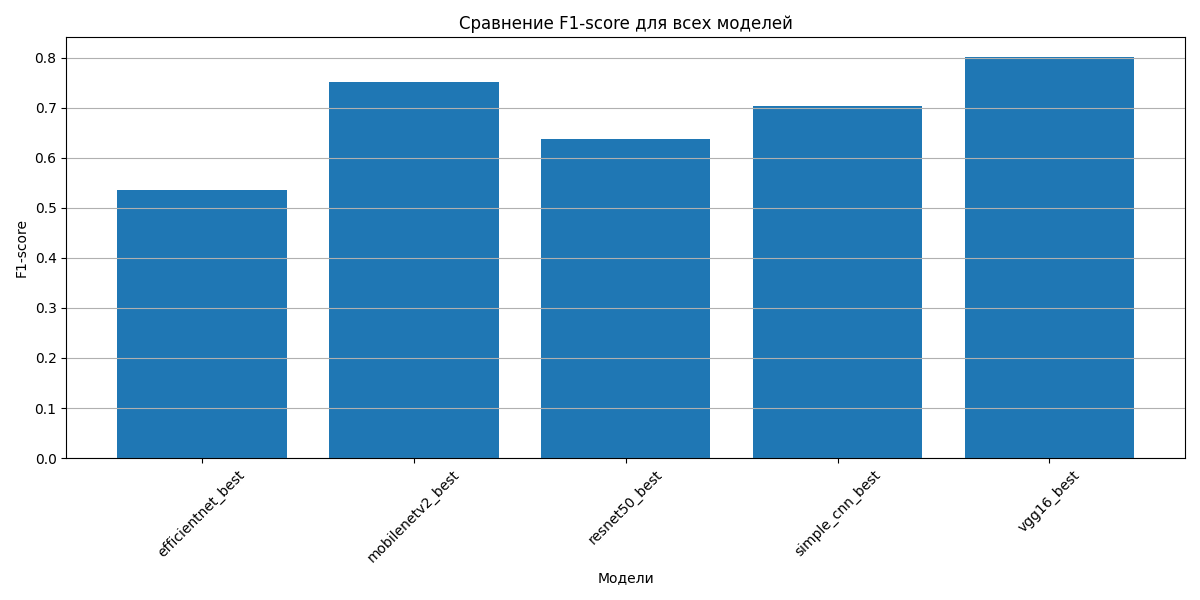 Сравнение F1-score для всех моделей
F1-score
0.8
0.7
0.6
0.5
0.4
0.3
0.2
0.1
0.0
efficientnet_best
mobilenetv2_best
resnet50_best
simple_cnn_best
vgg16_best
Модели